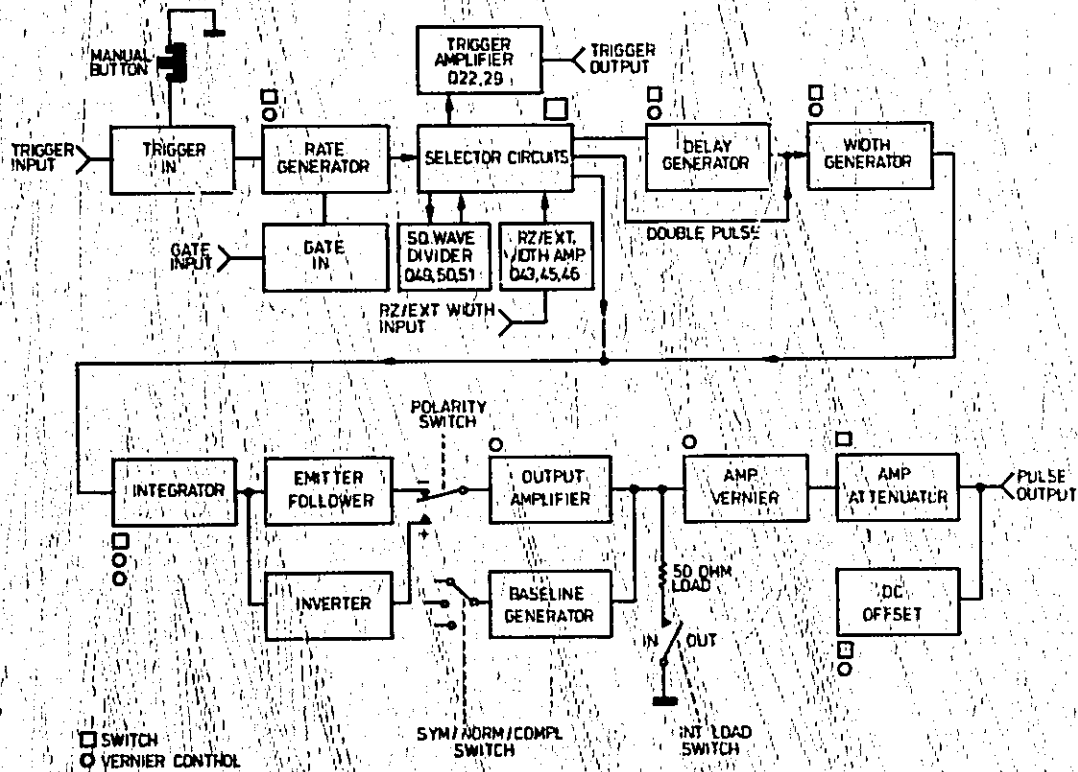 MANUAL
BUTTON
TRIGGER
AMPLIFIER
Q22,29
TRIGGER
OUTPUT
TRIGGER
INPUT
TRIGGER
IN
RATE
GENERATOR
SELECTOR CIRCUITS
DELAY
GENERATOR
WIDTH
GENERATOR
GATE
INPUT
GATE
IN
SQ.WAVE
DIVIDER
Q49,50,51
RZ/EXT.
WIDTH AMP
Q43,45,46
DOUBLE PULSE
RZ/EXT WIDTH
INPUT
POLARITY
SWITCH
INTEGRATOR
EMITTER
FOLLOWER
-
+
OUTPUT
AMPLIFIER
AMP
VERNIER
AMP
ATTENUATOR
PULSE
OUTPUT
INVERTER
BASELINE
GENERATOR
50 OHM
LOAD
IN
OUT
DC
OFFSET
SYM/NORM/COMPL
SWITCH
INT LOAD
SWITCH
SWITCH
VERNIER CONTROL